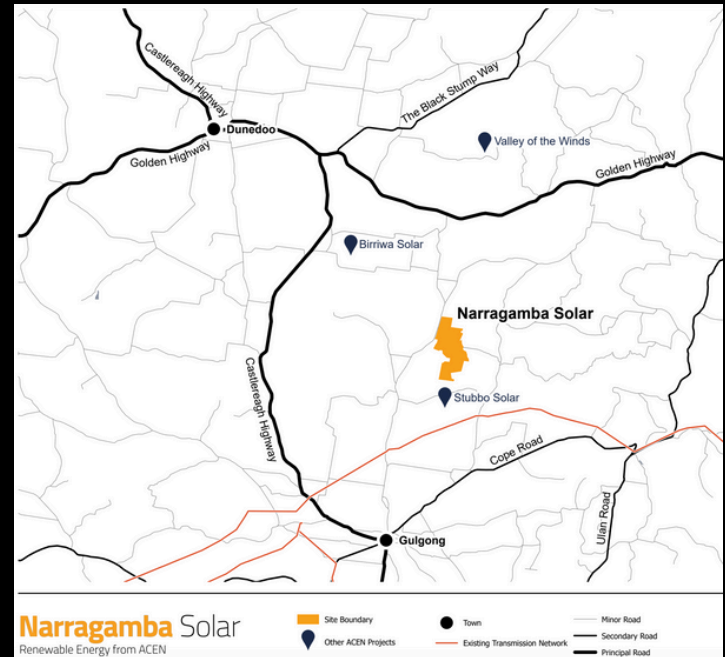 Castlereagh Highway
The Black Stump Way
Dunedoo
Golden Highway
Valley of the Winds
Golden Highway
Birriwa Solar
Narragamba Solar
Castlereagh Highway
Stubbo Solar
Cope Road
Ulan Road
Gulgong
Narragamba Solar
Renewable Energy from ACEN
Site Boundary
Other ACEN Projects
Town
Existing Transmission Network
Minor Road
Secondary Road
Principal Road